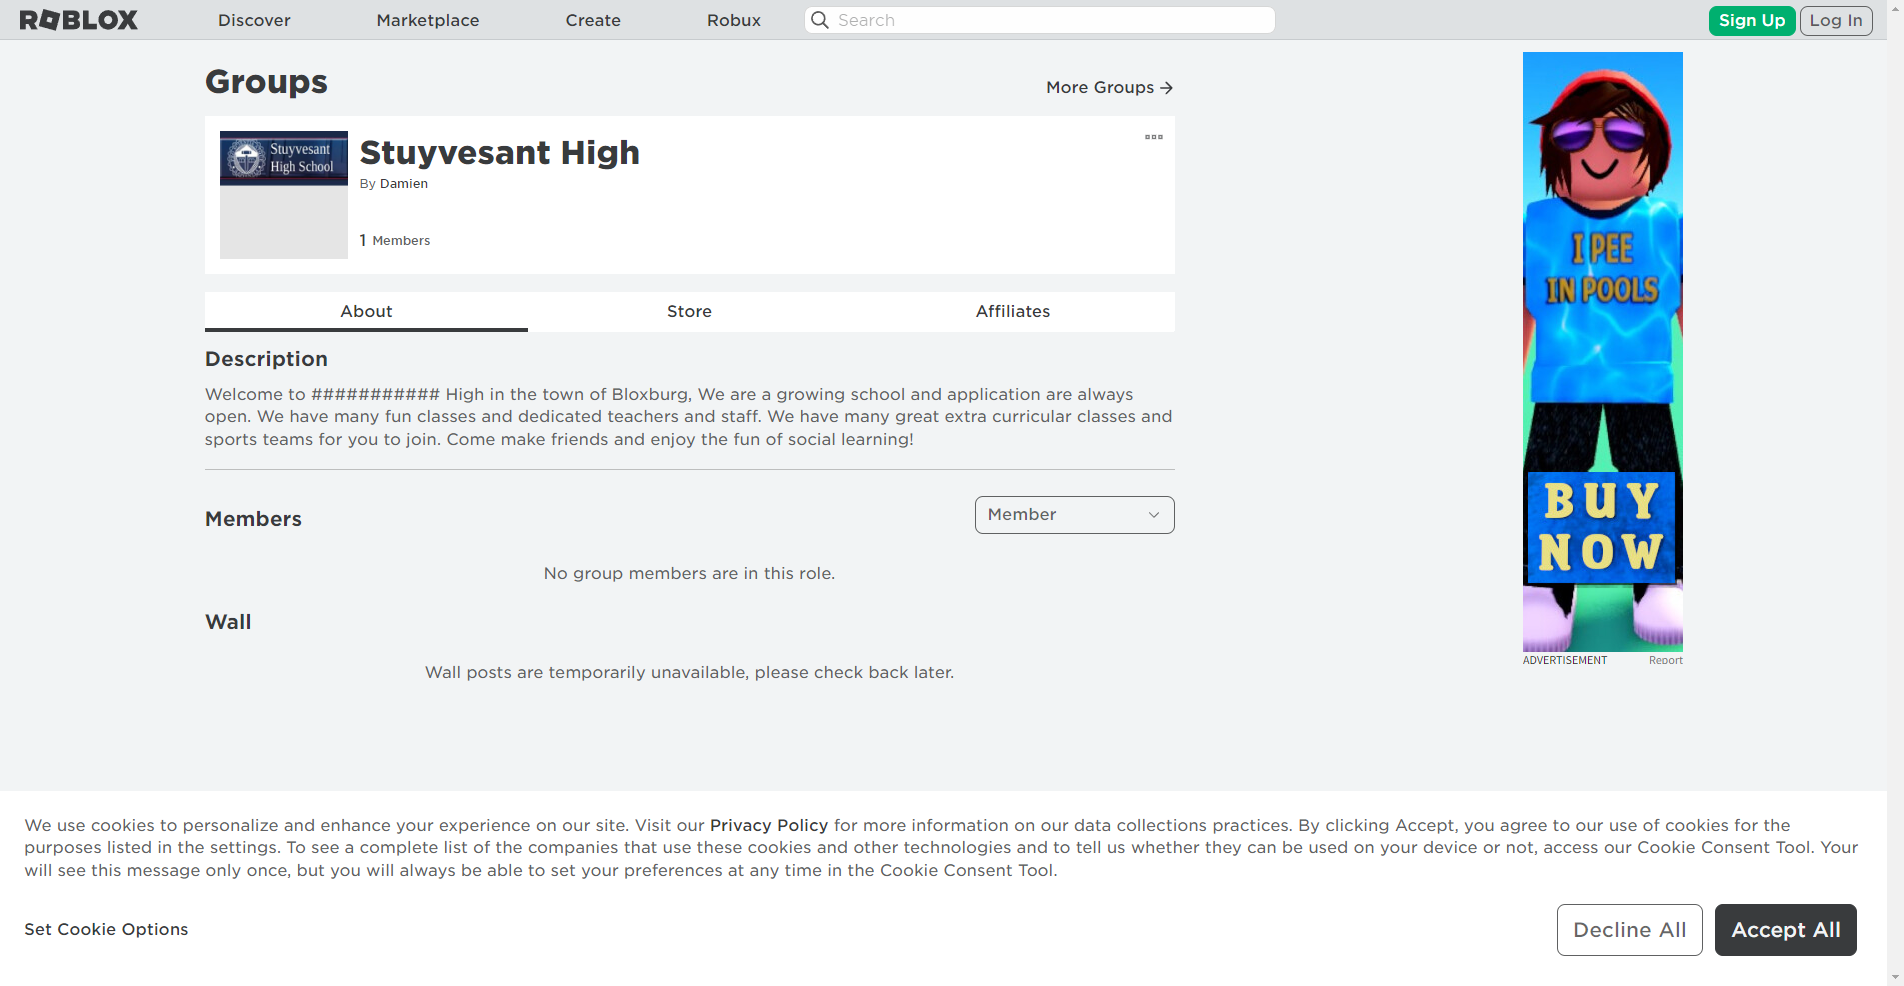 ROBLOX
Discover
Marketplace
Create
Robux
Search
Sign Up
Log In
Groups
More Groups
Stuyvesant
High School
Stuyvesant High
By Damien
1 Members
About
Store
Affiliates
Description
Welcome to ########### High in the town of Bloxburg, We are a growing school and application are always
open. We have many fun classes and dedicated teachers and staff. We have many great extra curricular classes and
sports teams for you to join. Come make friends and enjoy the fun of social learning!
Members
Member
No group members are in this role.
Wall
Wall posts are temporarily unavailable, please check back later.
I PEE
IN POOLS
BUY
NOW
ADVERTISEMENT
Report
We use cookies to personalize and enhance your experience on our site. Visit our Privacy Policy for more information on our data collections practices. By clicking Accept, you agree to our use of cookies for the
purposes listed in the settings. To see a complete list of the companies that use these cookies and other technologies and to tell us whether they can be used on your device or not, access our Cookie Consent Tool. Your
will see this message only once, but you will always be able to set your preferences at any time in the Cookie Consent Tool.
Set Cookie Options
Decline All
Accept All